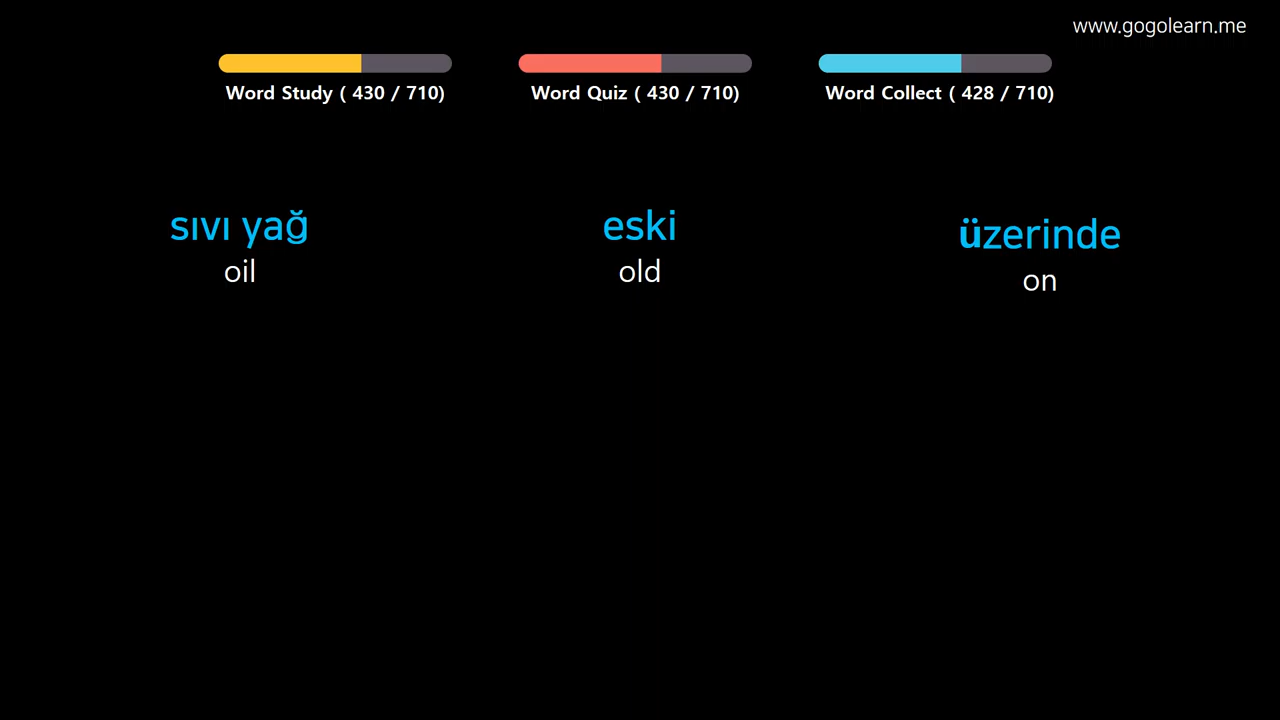 www.gogolearn.me
Word Study ( 430 / 710)
Word Quiz ( 430 / 710)
Word Collect ( 428 / 710)
sıvı yağ
oil
eski
old
üzerinde
on